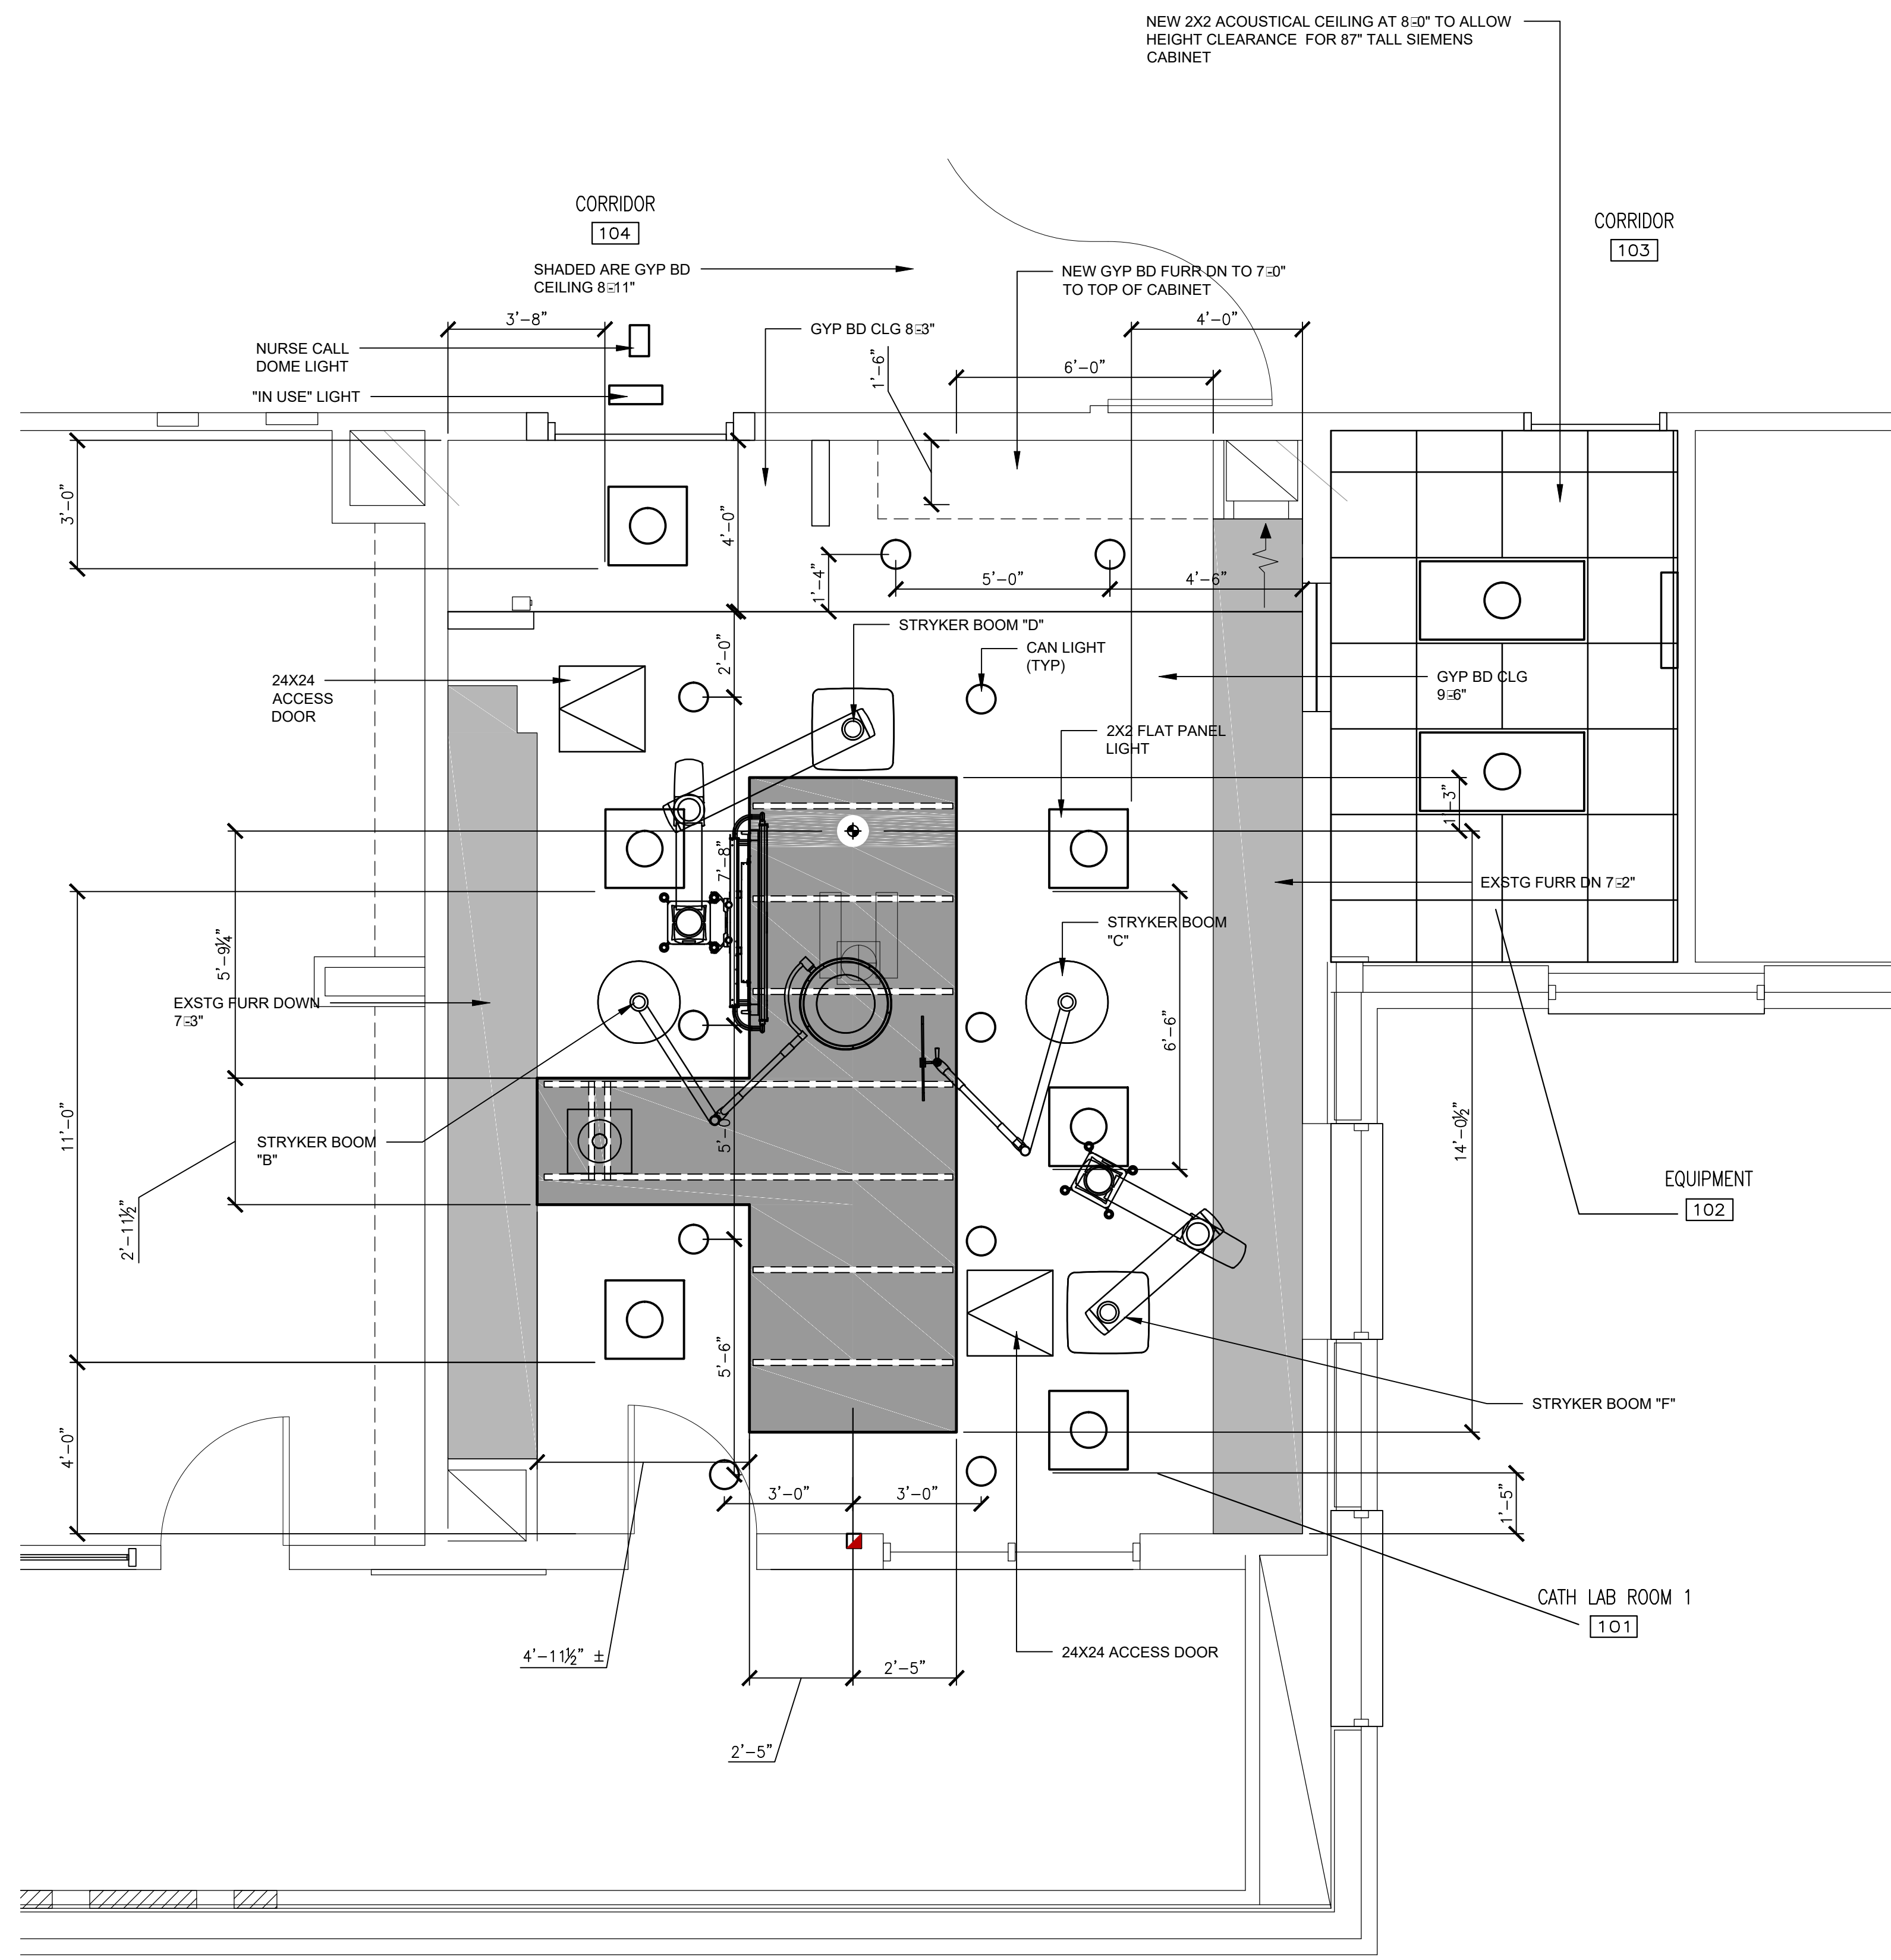 NEW 2X2 ACOUSTICAL CEILING AT 8-0" TO ALLOW
HEIGHT CLEARANCE FOR 87" TALL SIEMENS
CABINET
CORRIDOR
104
CORRIDOR
103
SHADED ARE GYP BD
CEILING 8-11"
NEW GYP BD FURR DN TO 7-0"
TO TOP OF CABINET
3'-8"
GYP BD CLG 8-3"
4'-0"
NURSE CALL
DOME LIGHT
1'-6"
6'-0"
"IN USE" LIGHT
3'-0"
4'-0"
1'-4"
5'-0"
4'-6"
STRYKER BOOM "D"
2'-0"
CAN LIGHT
(TYP)
24X24
ACCESS
DOOR
GYP BD CLG
9-6"
2X2 FLAT PANEL
LIGHT
1'-3"
7'-8"
EXSTG FURR DN 7-2"
STRYKER BOOM
"C"
5'-9¼"
EXSTG FURR DOWN
7-3"
6'-6"
11'-0"
STRYKER BOOM
"B"
5'-0"
14'-0½"
EQUIPMENT
102
2'-11½"
5'-6"
STRYKER BOOM "F"
4'-0"
3'-0"
3'-0"
1'-5"
CATH LAB ROOM 1
101
4'-11½" ±
24X24 ACCESS DOOR
2'-5"
2'-5"